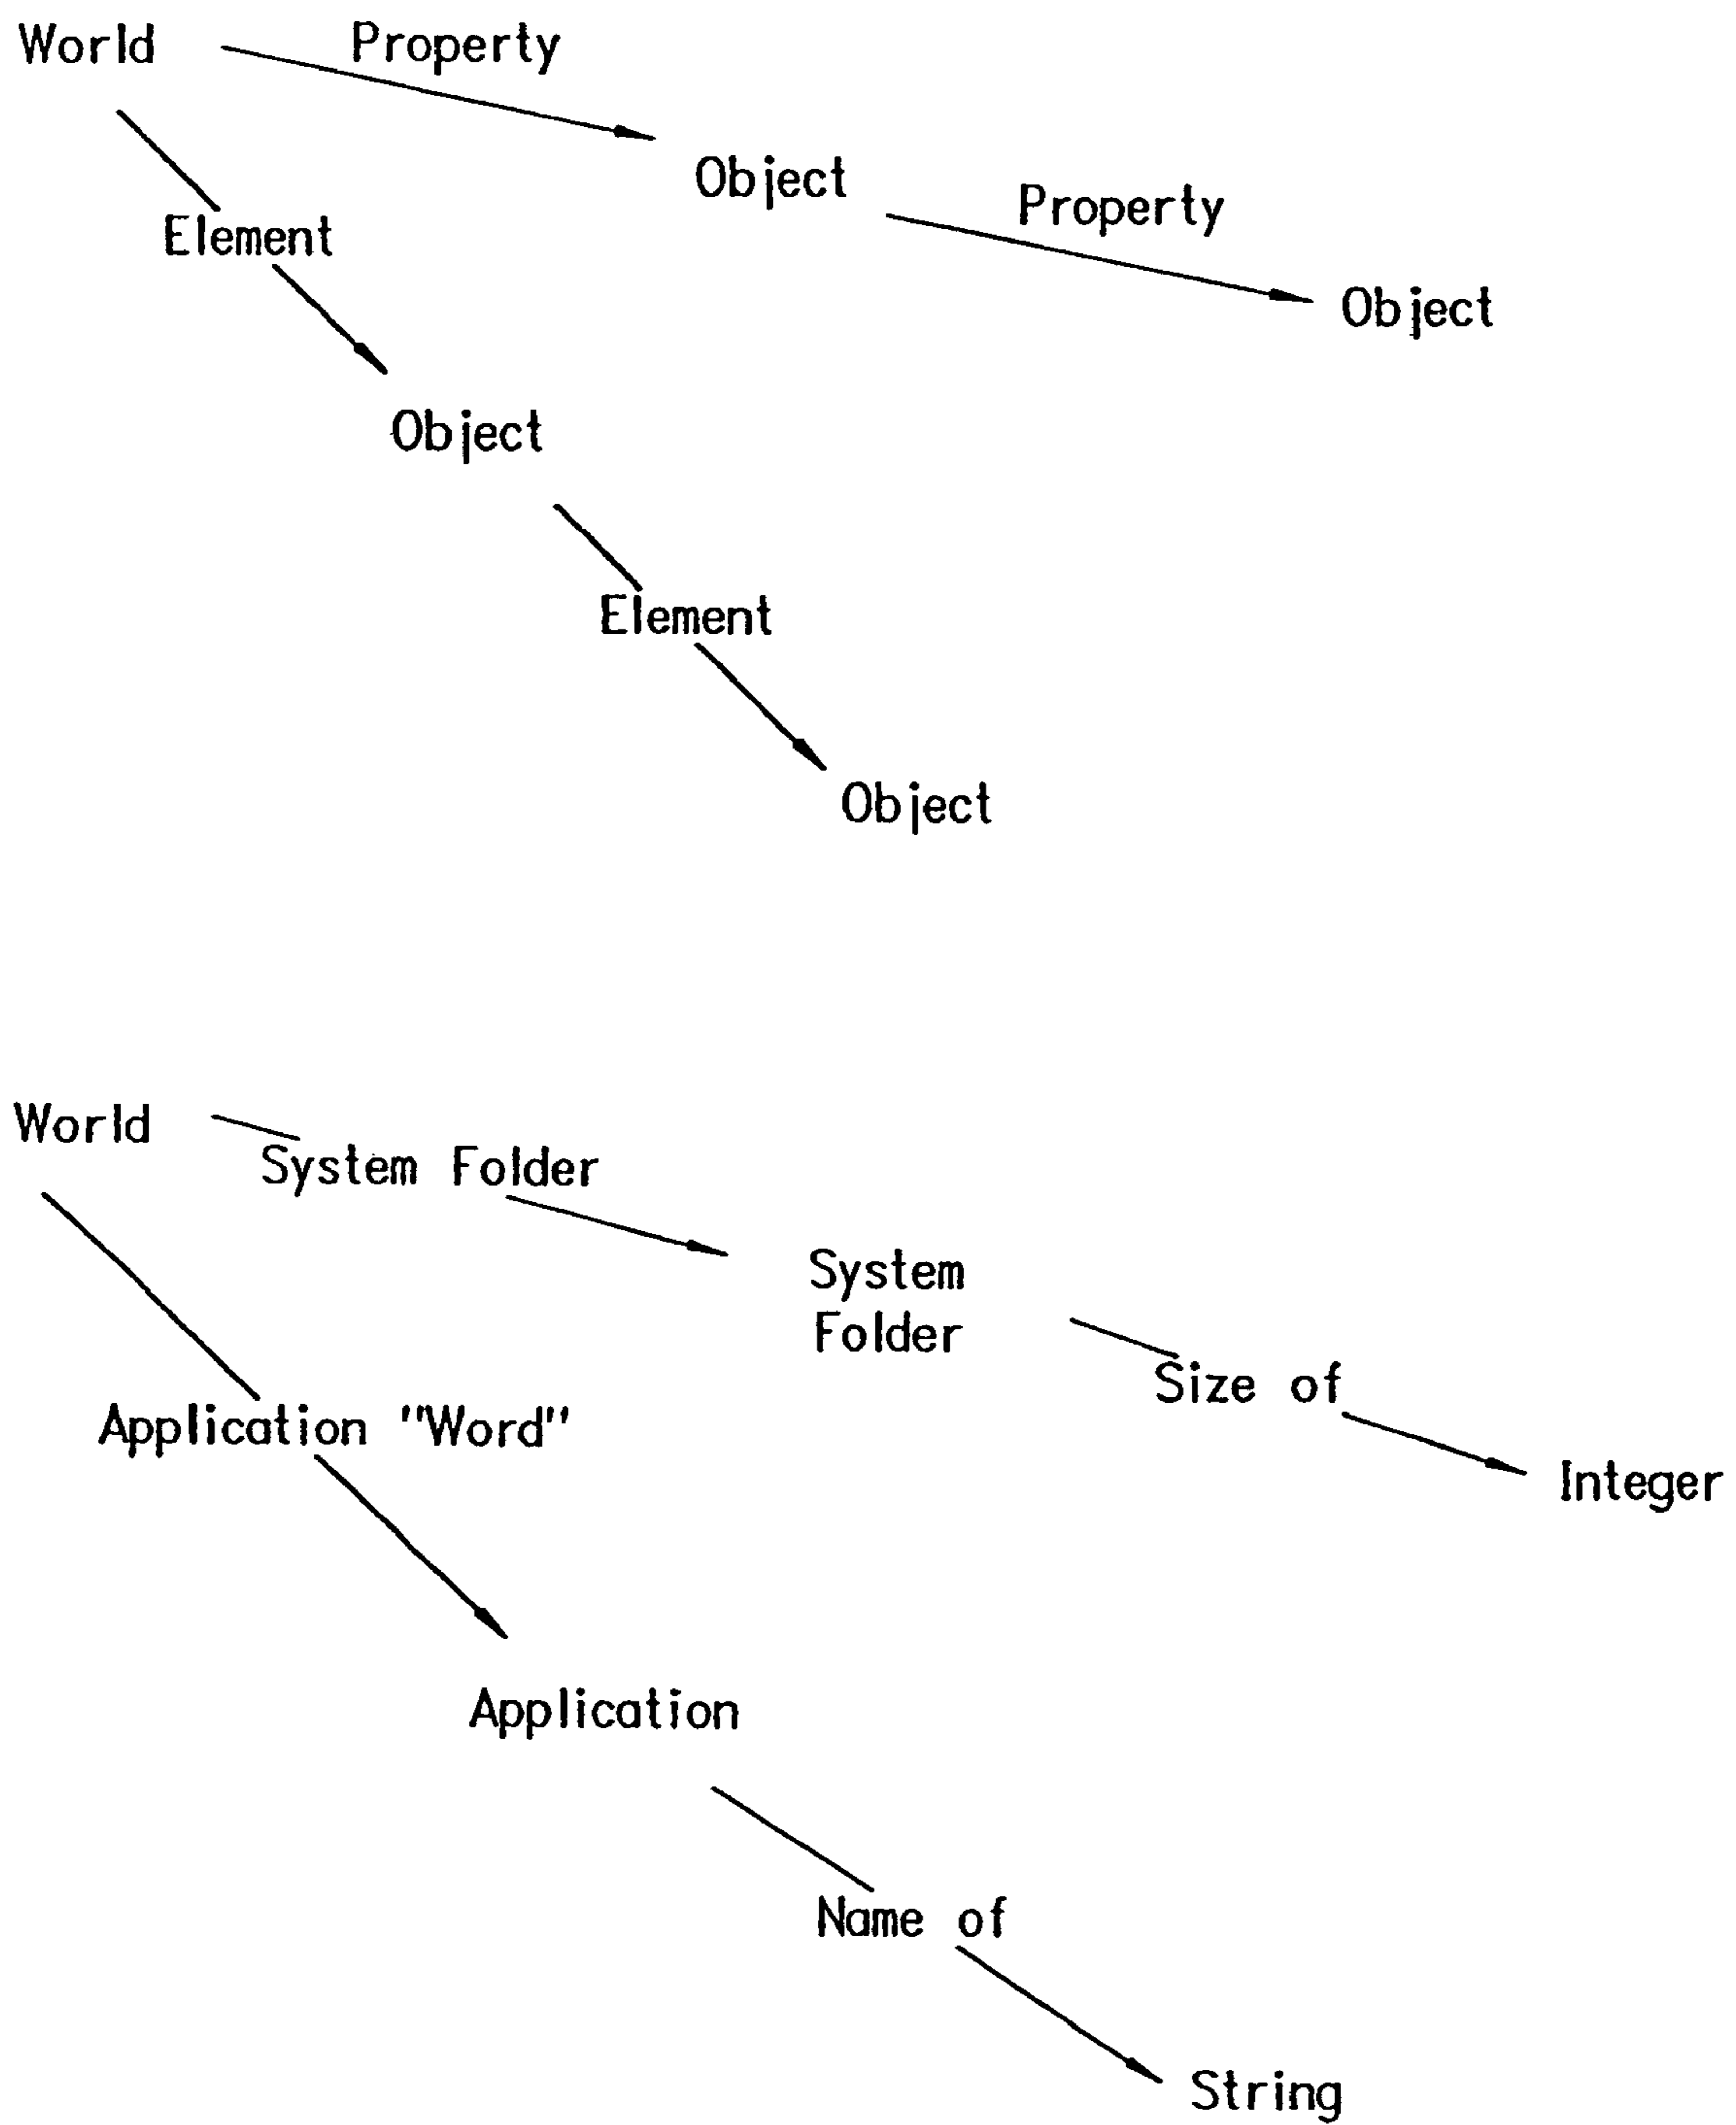 World
Property
Object
Property
Element
Object
Object
Element
Object
World
System Folder
System
Folder
Size of
Application "Word"
Integer
Application
Name of
String